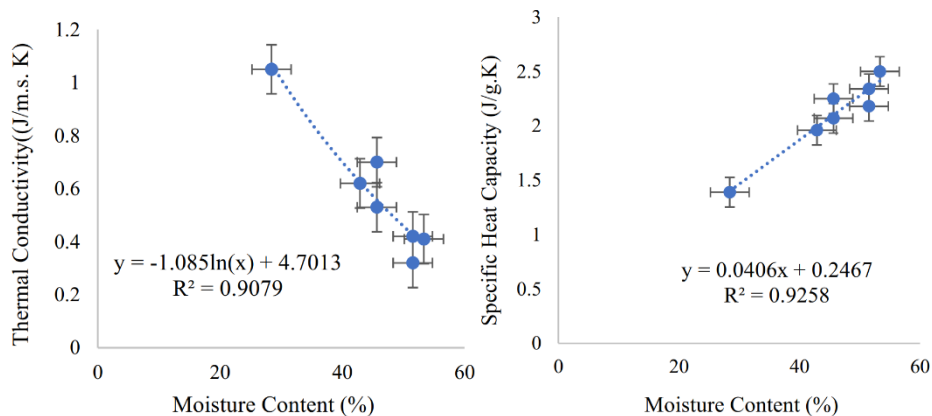 Thermal Conductivity((J/m.s. K)
1.2
1
0.8
0.6
0.4
0.2
0
y = -1.085ln(x) + 4.7013
R² = 0.9079
0 20 40 60
Moisture Content (%)
Specific Heat Capacity (J/g.K)
3
2.5
2
1.5
1
0.5
0
y = 0.0406x + 0.2467
R² = 0.9258
0 20 40 60
Moisture Content (%)